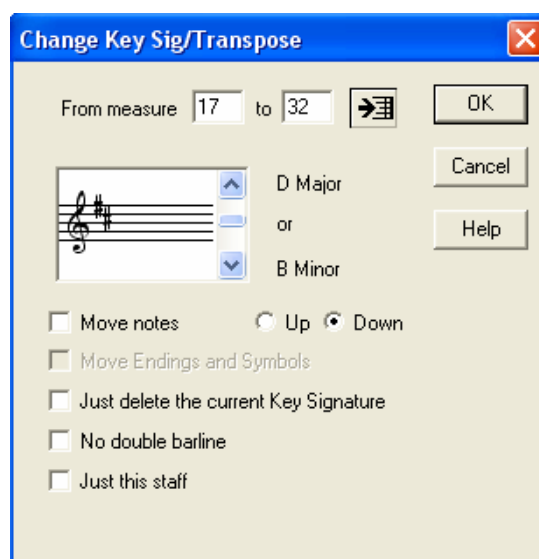 Change Key Sig/Transpose
From measure 17 to 32 OK
Cancel
D Major
or
Help
B Minor
Move notes Up Down
Move Endings and Symbols
Just delete the current Key Signature
No double barline
Just this staff